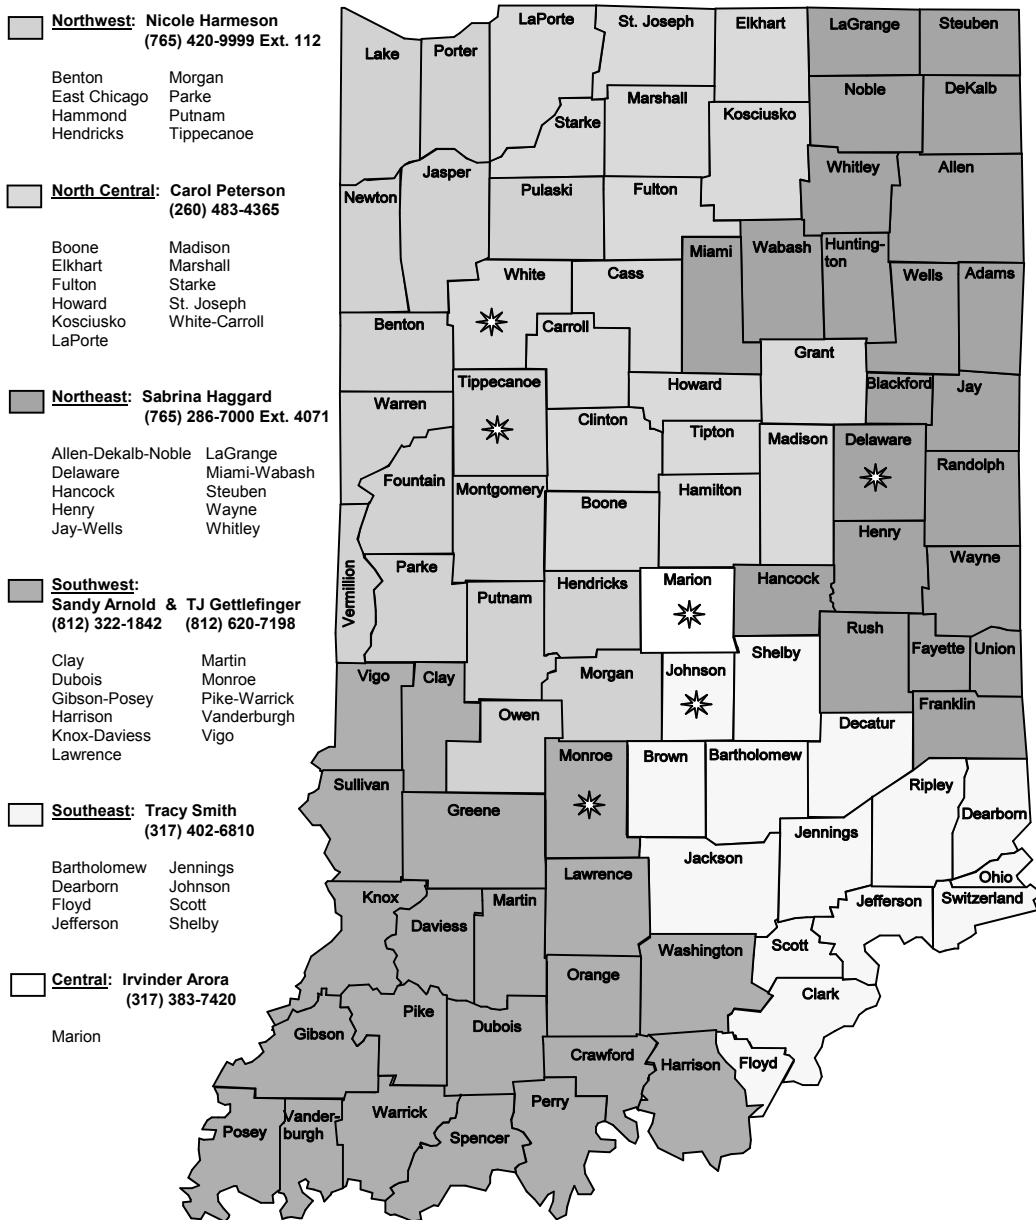 Northwest: Nicole Harmeson
(765) 420-9999 Ext. 112
Benton Morgan
East Chicago Parke
Hammond Putnam
Hendricks Tippecanoe
North Central: Carol Peterson
(260) 483-4365
Boone Madison
Elkhart Marshall
Fulton Starke
Howard St. Joseph
Kosciusko White-Carroll
LaPorte
Northeast: Sabrina Haggard
(765) 286-7000 Ext. 4071
Allen-Dekalb-Noble LaGrange
Delaware Miami-Wabash
Hancock Steuben
Henry Wayne
Jay-Wells Whitley
Southwest:
Sandy Arnold & TJ Gettlefinger
(812) 322-1842 (812) 620-7198
Clay Martin
Dubois Monroe
Gibson-Posey Pike-Warrick
Harrison Vanderburgh
Knox-Daviess Vigo
Lawrence
Southeast: Tracy Smith
(317) 402-6810
Bartholomew Jennings
Dearborn Johnson
Floyd Scott
Jefferson Shelby
Central: Irvinder Arora
(317) 383-7420
Marion
LaPorte
St. Joseph
Elkhart
LaGrange
Steuben
Lake
Porter
Noble
DeKalb
Marshall
Starke
Kosciusko
Jasper
Whitley
Allen
Newton
Pulaski
Fulton
Miami
Wabash
Hunting-
ton
White
Cass
Wells
Adams
Benton
Carroll
Grant
Tippecanoe
Howard
Blackford
Jay
Warren
Clinton
Tipton
Madison
Delaware
Randolph
Fountain
Montgomery
Boone
Hamilton
Henry
Wayne
Vermillion
Parke
Putnam
Hendricks
Marion
Hancock
Rush
Fayette
Union
Vigo
Clay
Morgan
Johnson
Shelby
Owen
Franklin
Decatur
Monroe
Brown
Bartholomew
Sullivan
Ripley
Greene
Jennings
Dearborn
Jackson
Lawrence
Ohio
Knox
Martin
Jefferson
Switzerland
Daviess
Washington
Scott
Orange
Clark
Pike
Dubois
Gibson
Crawford
Harrison
Floyd
Posey
Vander-
burgh
Warrick
Perry
Spencer